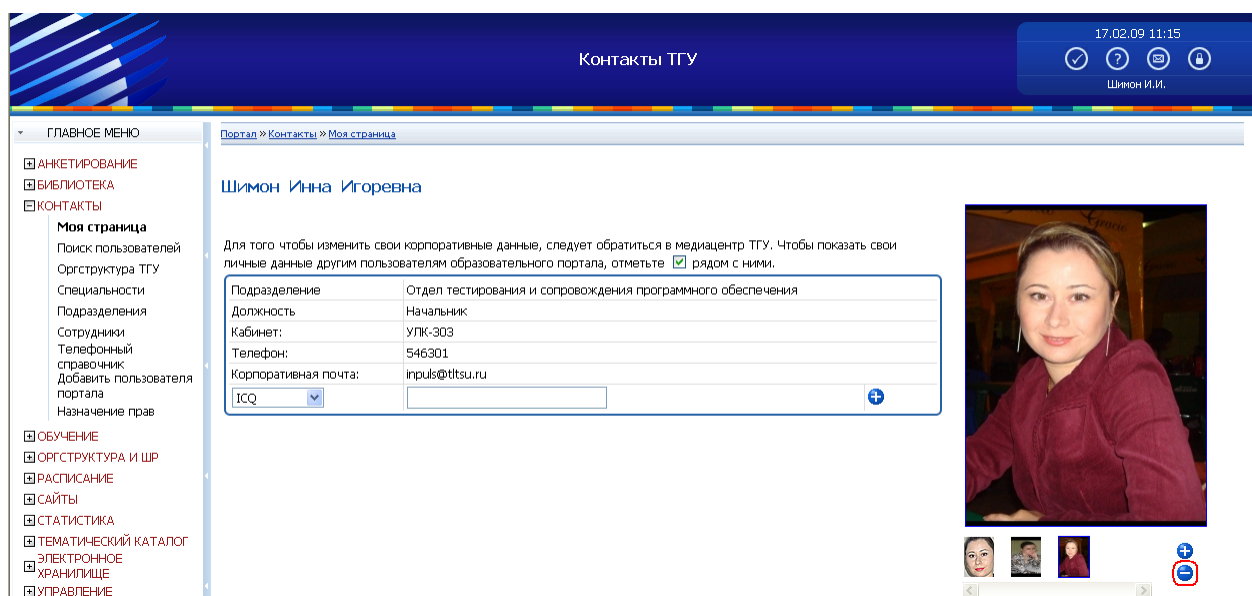 17.02.09 11:15
Контакты ТГУ
Шимон И.И.
ГЛАВНОЕ МЕНЮ
Портал » Контакты » Моя страница
АНКЕТИРОВАНИЕ
БИБЛИОТЕКА
КОНТАКТЫ
Моя страница
Поиск пользователей
Оргструктура ТГУ
Специальности
Подразделения
Сотрудники
Телефонный
справочник
Добавить пользователя
портала
Назначение прав
ОБУЧЕНИЕ
ОРГСТРУКТУРА И ШР
РАСПИСАНИЕ
САЙТЫ
СТАТИСТИКА
ТЕМАТИЧЕСКИЙ КАТАЛОГ
ЭЛЕКТРОННОЕ
ХРАНИЛИЩЕ
УПРАВЛЕНИЕ
Шимон Инна Игоревна
Для того чтобы изменить свои корпоративные данные, следует обратиться в медиацентр ТГУ. Чтобы показать свои
личные данные другим пользователям образовательного портала, отметьте рядом с ними.
Подразделение Отдел тестирования и сопровождения программного обеспечения
Должность Начальник
Кабинет: УЛК-303
Телефон: 546301
Корпоративная почта: inpuls@tltsu.ru
ICQ